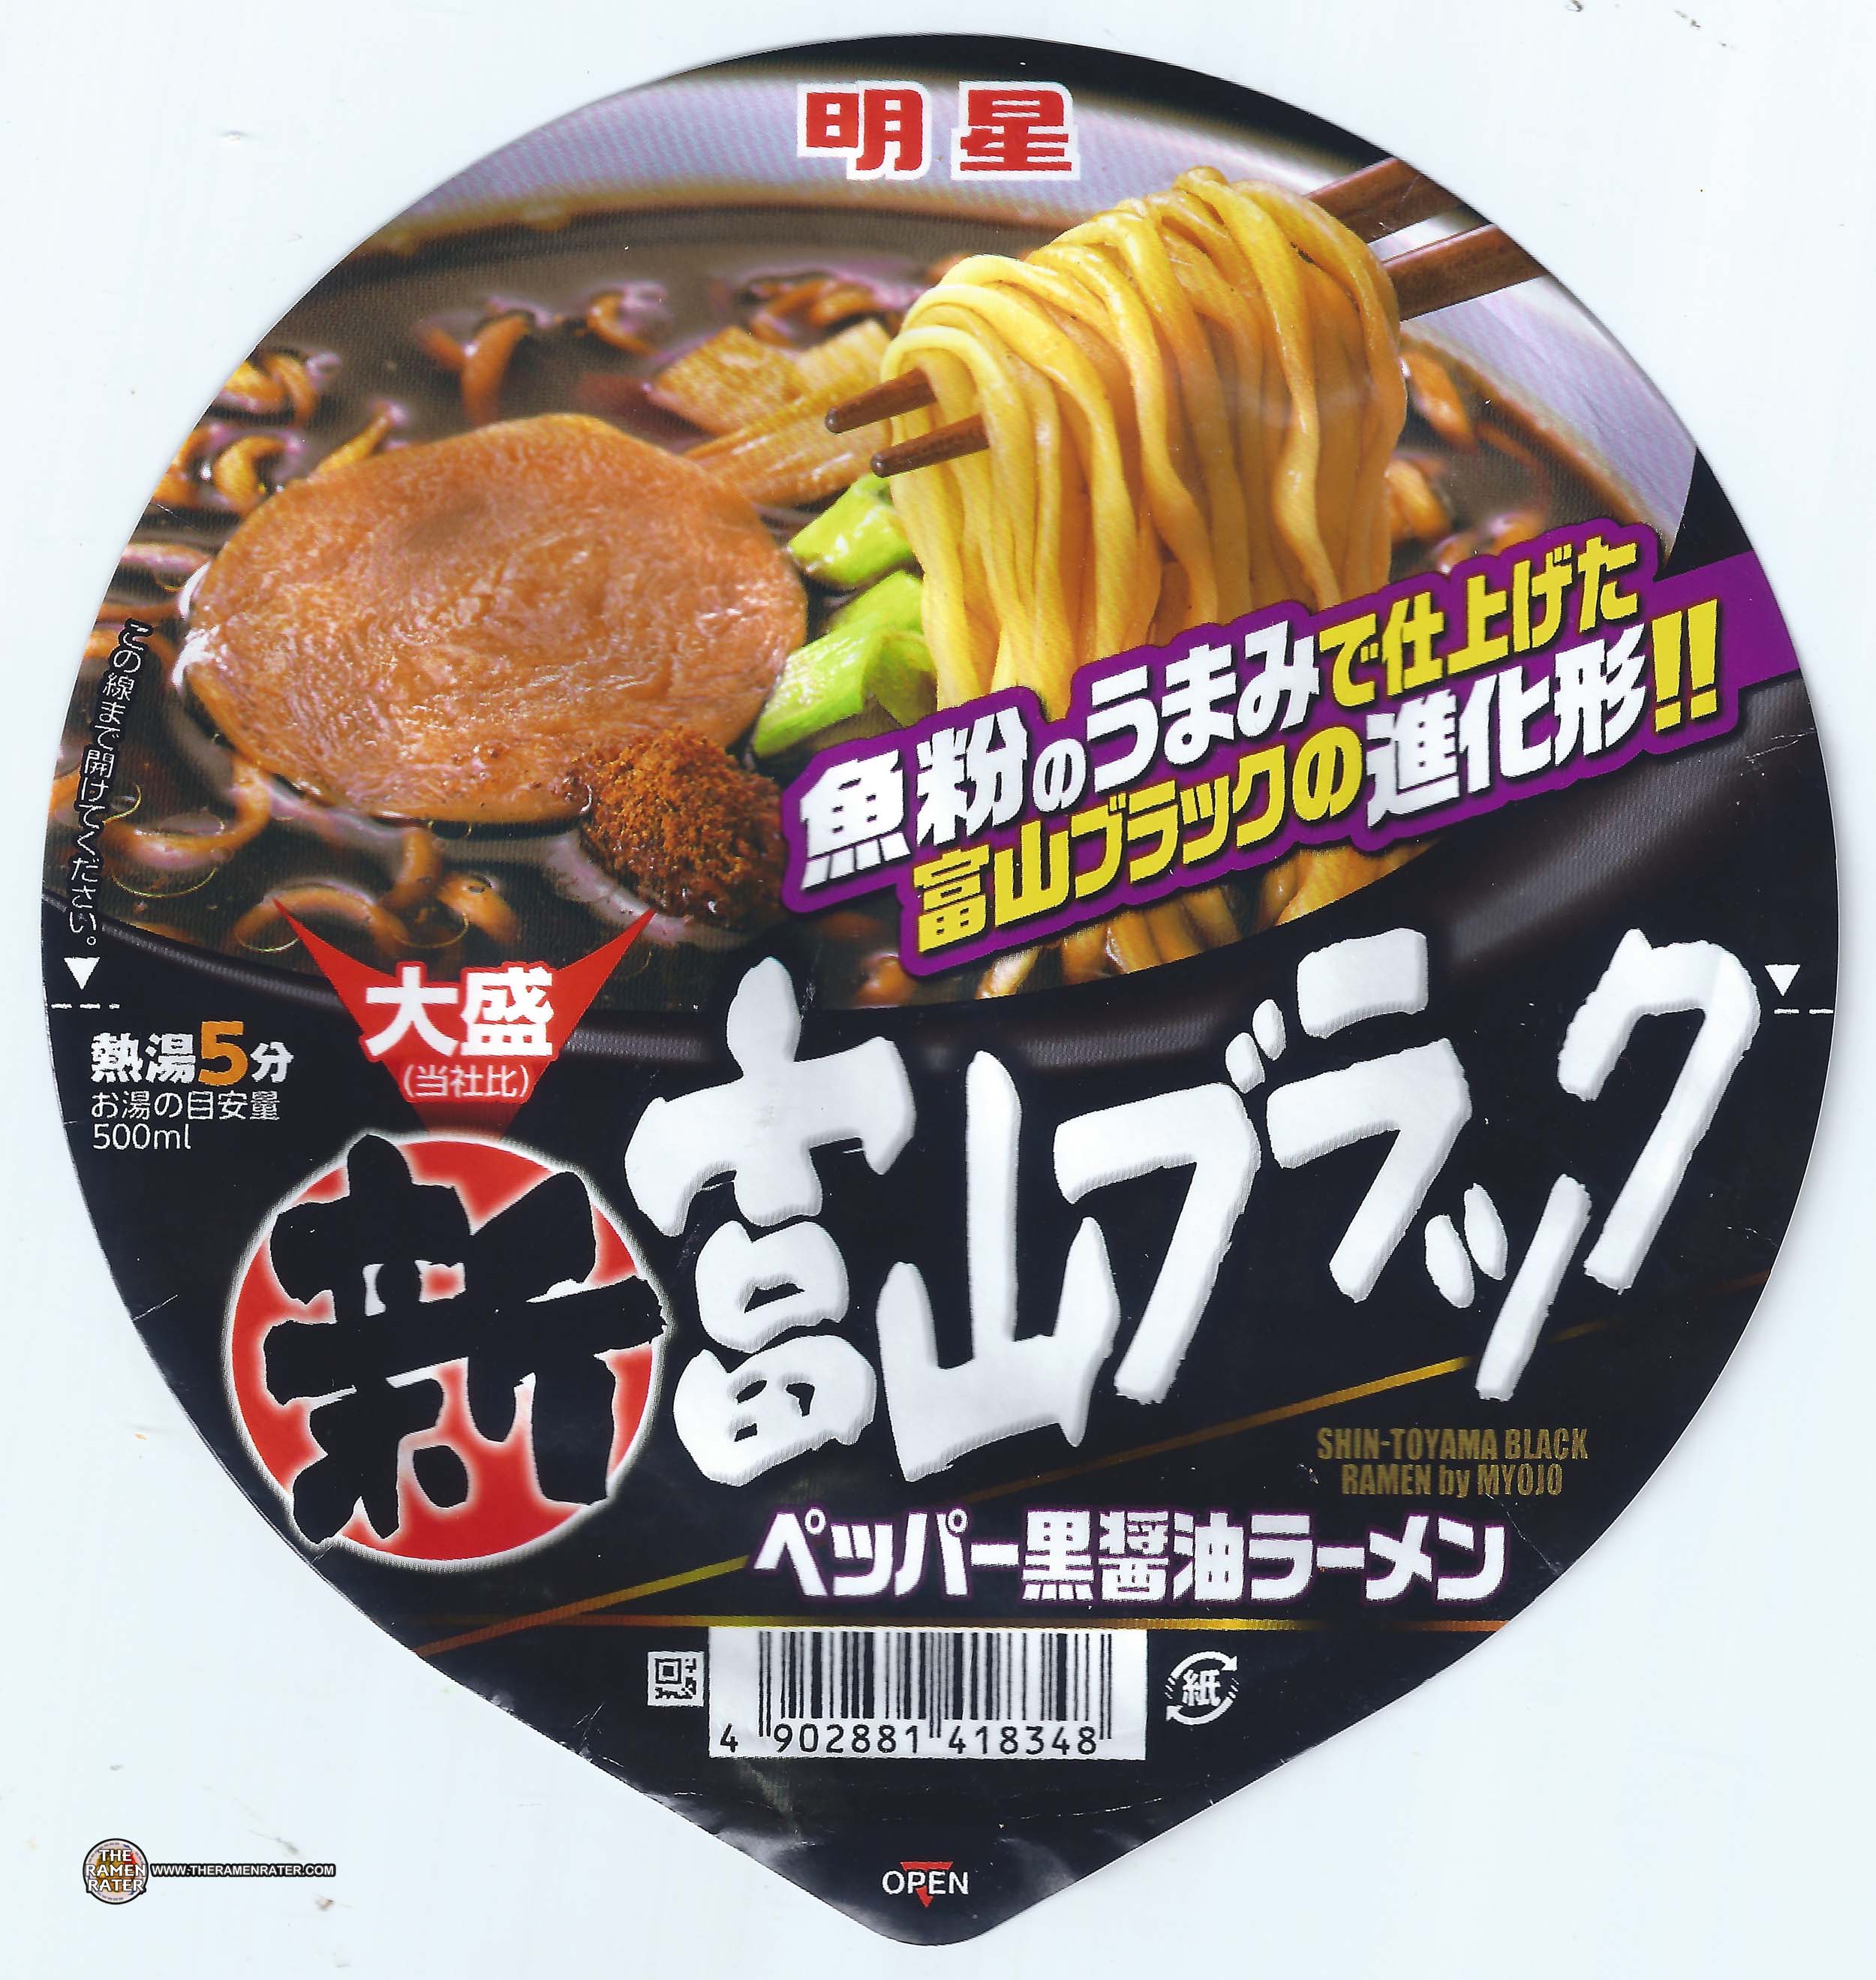 明星
魚粉のうまみで仕上げた
富山ブラックの進化形!!
この線まで開けてください。
大盛
(当社比)
熱湯5分
お湯の目安量
500ml
新
富山ブラック
SHIN-TOYAMA BLACK
RAMEN by MYOJO
ペッパー黒醤油ラーメン
4 902881 418348
紙
OPEN
THE
RAMEN
RATER
WWW.THERAMENRATER.COM